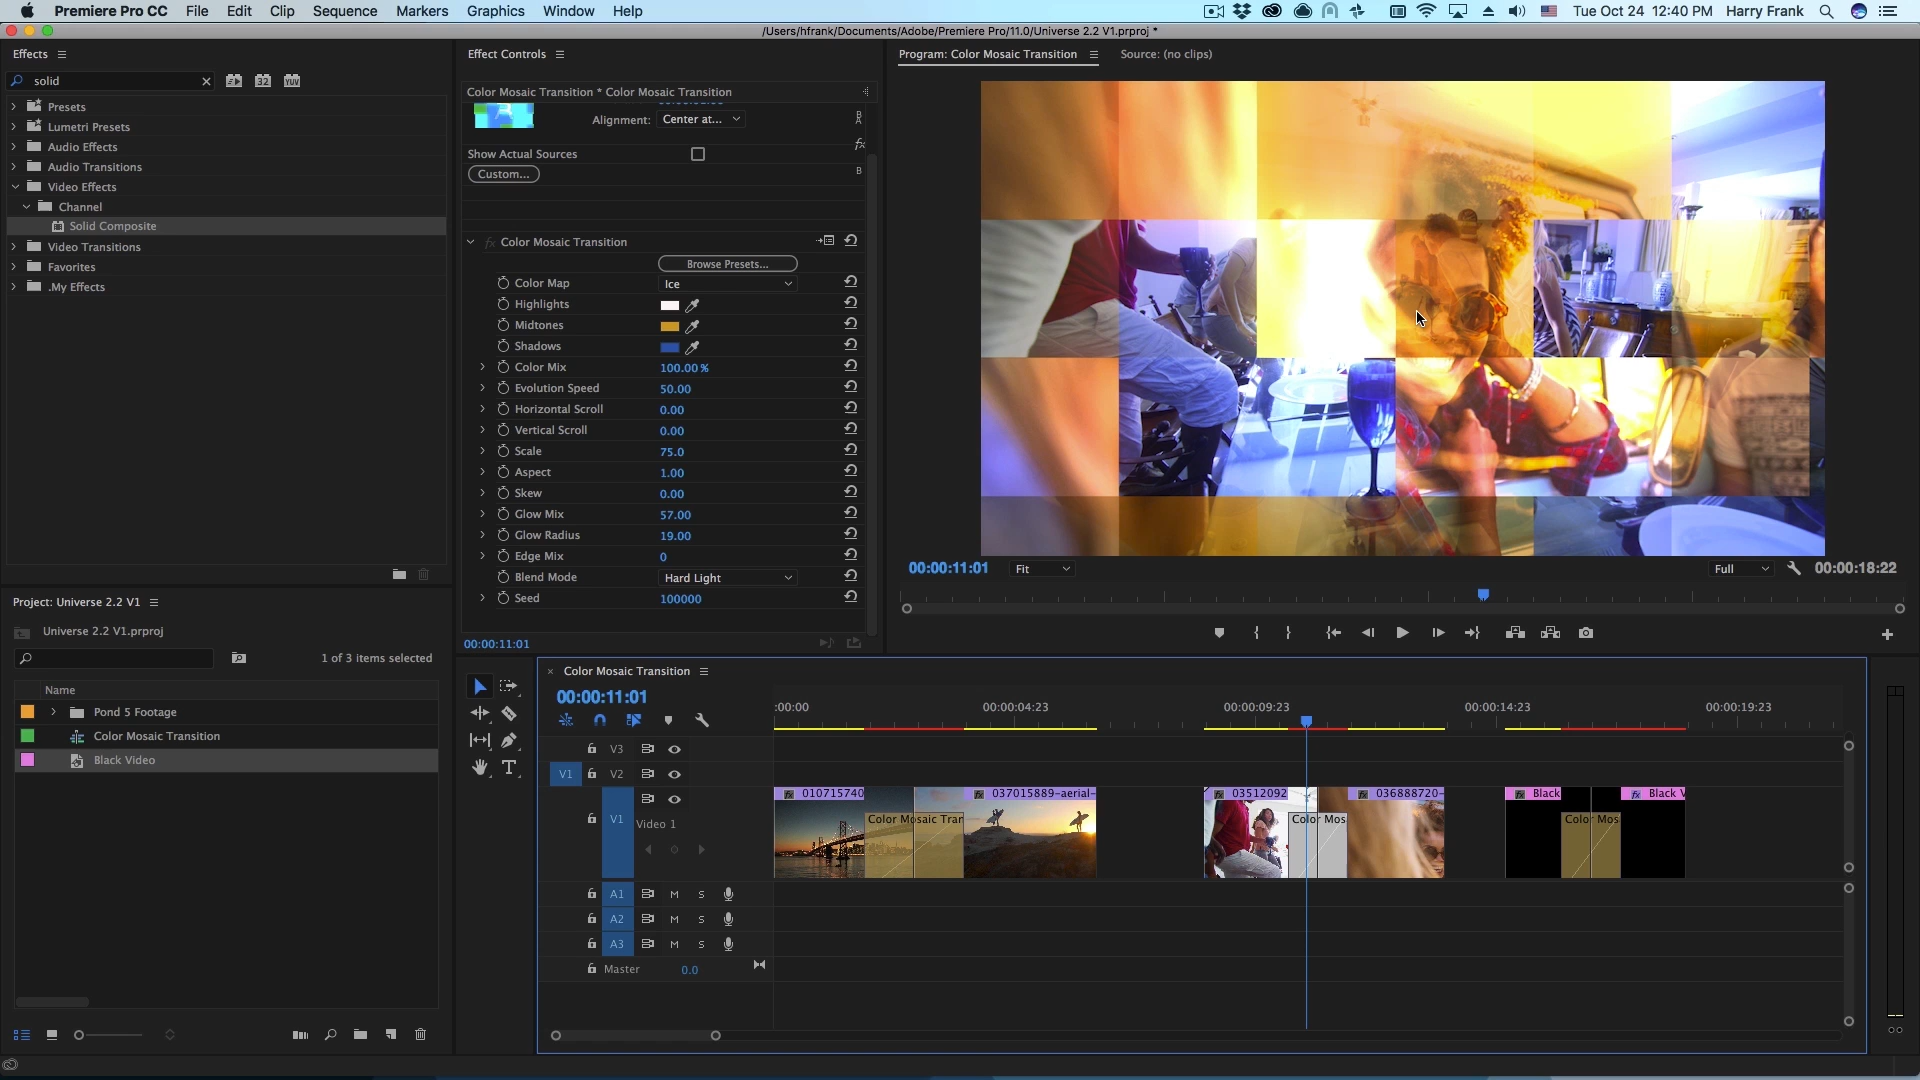 Premiere Pro CC File Edit Clip Sequence Markers Graphics Window Help Tue Oct 24 12:40 PM Harry Frank
/Users/hfrank/Documents/Adobe/Premiere Pro/11.0/Universe 2.2 V1.prproj *
Effects
solid
32
YUV
Presets
Lumetri Presets
Audio Effects
Audio Transitions
Video Effects
Channel
Solid Composite
Video Transitions
Favorites
.My Effects
Effect Controls
Color Mosaic Transition * Color Mosaic Transition
Alignment: Center at...
Show Actual Sources
Custom...
A
fx
B
fx Color Mosaic Transition
Browse Presets...
Color Map Ice
Highlights
Midtones
Shadows
Color Mix 100.00 %
Evolution Speed 50.00
Horizontal Scroll 0.00
Vertical Scroll 0.00
Scale 75.0
Aspect 1.00
Skew 0.00
Glow Mix 57.00
Glow Radius 19.00
Edge Mix 0
Blend Mode Hard Light
Seed 100000
00:00:11:01
Program: Color Mosaic Transition Source: (no clips)
00:00:11:01 Fit Full 00:00:18:22
Project: Universe 2.2 V1
Universe 2.2 V1.prproj
1 of 3 items selected
Name
Pond 5 Footage
Color Mosaic Transition
Black Video
× Color Mosaic Transition
00:00:11:01
:00:00 00:00:04:23 00:00:09:23 00:00:14:23 00:00:19:23
V3
V1 V2
V1 Video 1
fx 010715740 fx 037015889-aerial- fx 03512092 fx 036888720- fx Black fx Black V
Color Mosaic Tran Color Mos Color Mos
A1 M S
A2 M S
A3 M S
Master 0.0